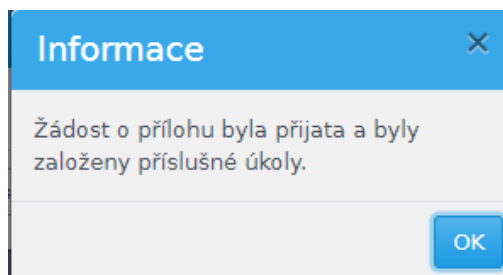 Informace
Žádost o přílohu byla přijata a byly
založeny příslušné úkoly.
OK